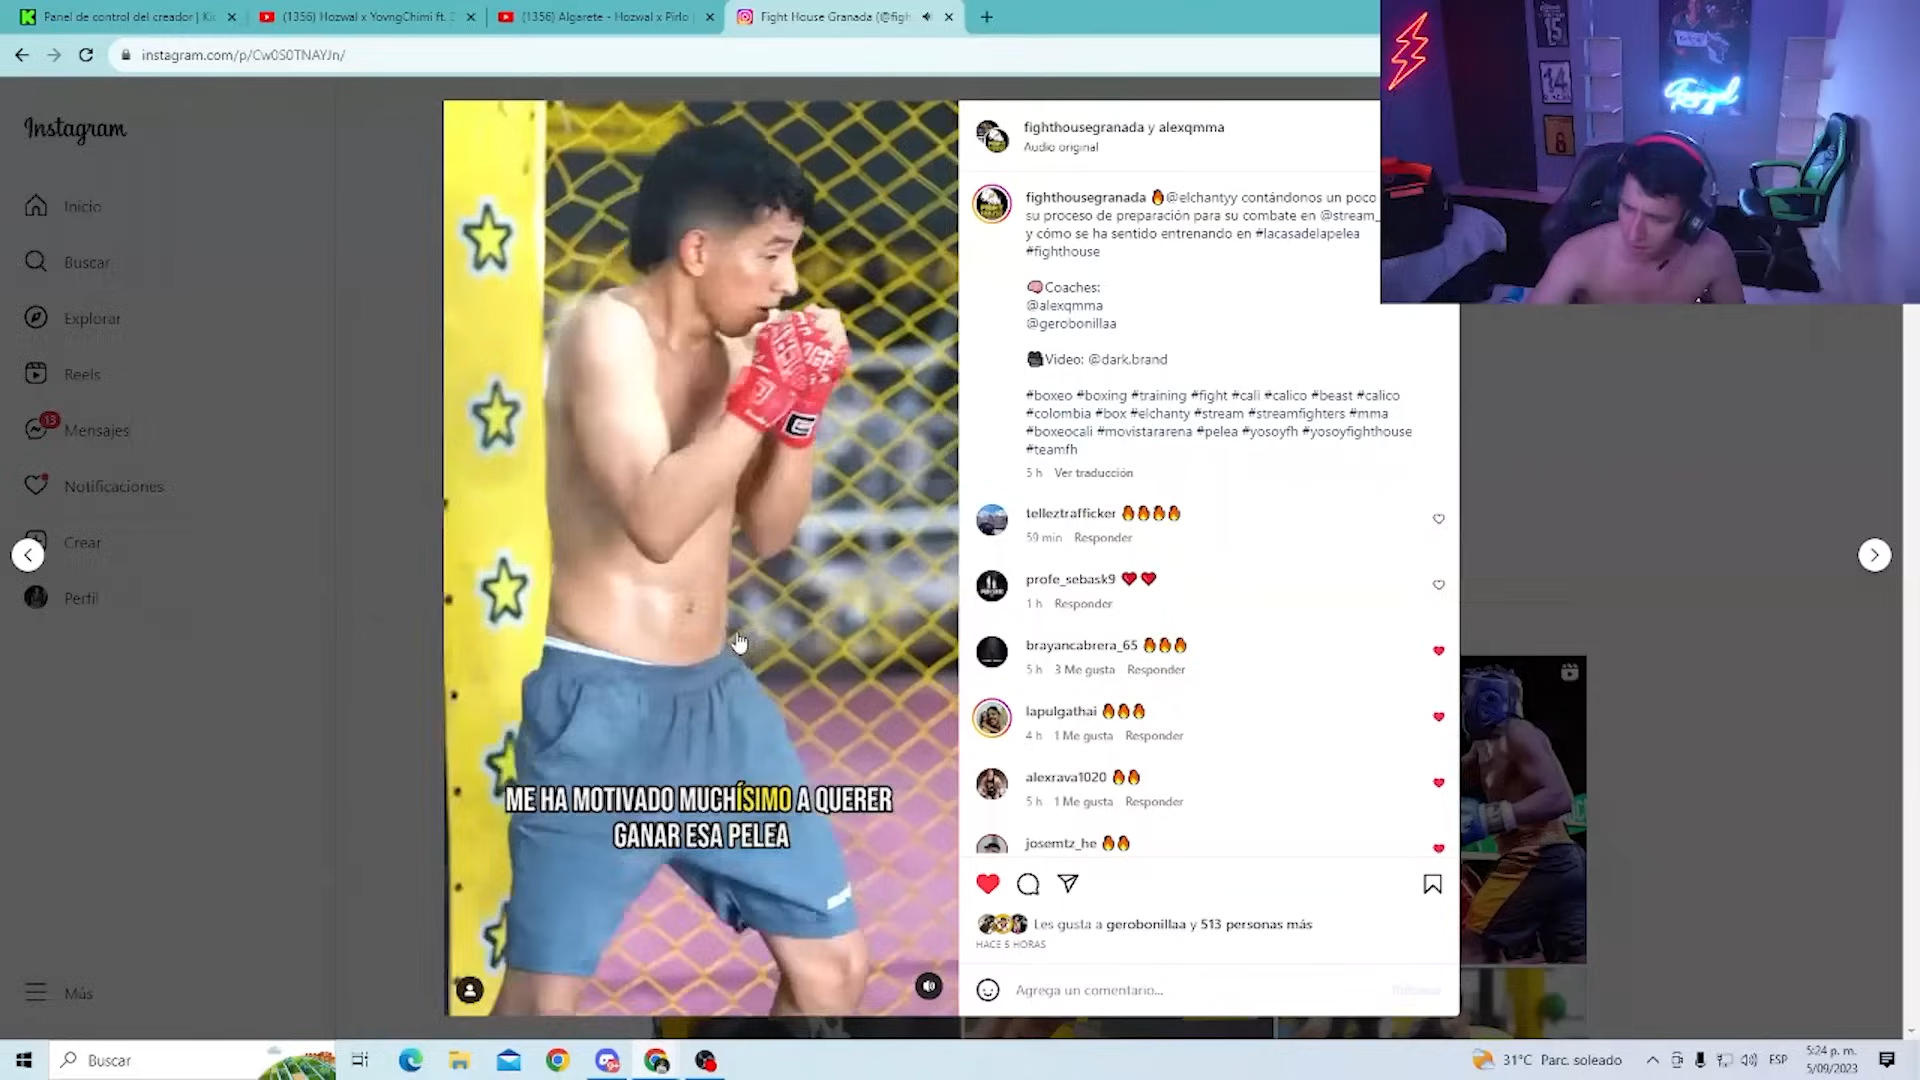 Panel de control del creador | Kic
(1356) Hozwal x YovngChimi ft.
(1356) Algarete - Hozwal x Pirlo
Fight House Granada (@figh
instagram.com/p/Cw0S0TNAYJn/
Instagram
Inicio
Buscar
Explorar
Reels
13
Mensajes
Notificaciones
Crear
Perfil
Más
ME HA MOTIVADO MUCHÍSIMO A QUERER
GANAR ESA PELEA
fighthousegranada y alexqmma
Audio original
fighthousegranada 🔥@elchantyy contándonos un poco
su proceso de preparación para su combate en @stream_
y cómo se ha sentido entrenando en #lacasadelapelea
#fighthouse
🧠Coaches:
@alexqmma
@gerobonillaa
🎥Video: @dark.brand
#boxeo #boxing #training #fight #cali #calico #beast #calico
#colombia #box #elchanty #stream #streamfighters #mma
#boxeocali #movistararena #pelea #yosoyfh #yosoyfighthouse
#teamfh
5 h Ver traducción
telleztrafficker 🔥🔥🔥🔥
59 min Responder
profe_sebask9 ❤️❤️
1 h Responder
brayancabrera_65 🔥🔥🔥
5 h 3 Me gusta Responder
lapulgathai 🔥🔥🔥
4 h 1 Me gusta Responder
alexrava1020 🔥🔥
5 h 1 Me gusta Responder
josemtz_he 🔥🔥
Les gusta a gerobonillaa y 513 personas más
HACE 5 HORAS
Agrega un comentario...
15
14
8
Buscar
31°C Parc. soleado
ESP
5:24 p. m.
5/09/2023